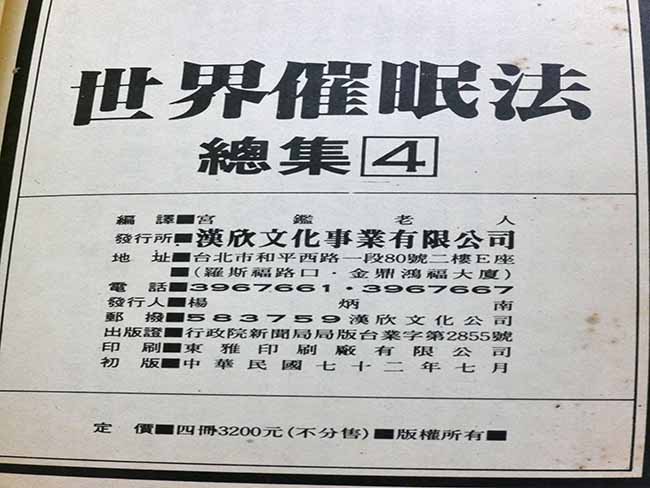 世界催眠法
總集4
編譯■宮鑑老人
發行所■漢欣文化事業有限公司
地址■台北市和平西路一段80號二樓E座
■(羅斯福路口・金鼎鴻福大廈)
電話■3967661・3967667
發行人■楊炳南
郵撥■583759漢欣文化公司
出版證■行政院新聞局局版台業字第2855號
印刷■東雅印刷廠有限公司
初版■中華民國七十二年七月
定價■四冊3200元(不分售)■版權所有■